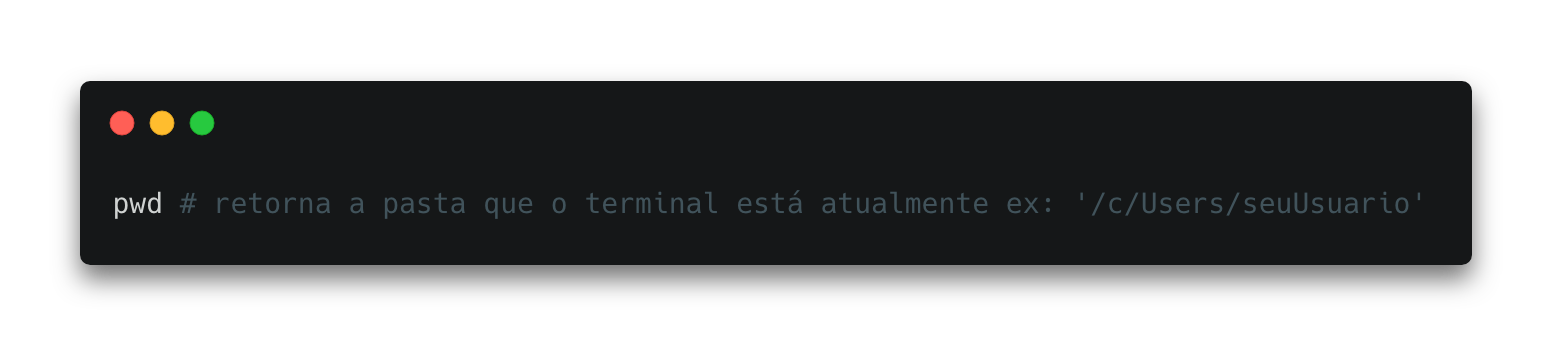 pwd # retorna a pasta que o terminal está atualmente ex: '/c/Users/seuUsuario'